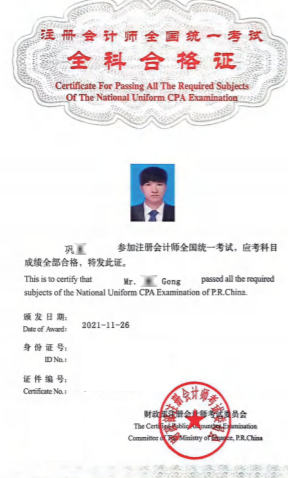 注册会计师全国统一考试
全科合格证
Certificate For Passing All The Required Subjects
Of The National Uniform CPA Examination
巩 参加注册会计师全国统一考试，应考科目
成绩全部合格，特发此证。
This is to certify that Mr. Gong passed all the required
subjects of the National Uniform CPA Examination of P.R.China.
颁发日期：
Date of Award： 2021-11-26
身份证号：
ID No.：
证件编号：
Certificate No.：
财政部注册会计师考试委员会
The Certified Public Accountant Examination
Committee of The Ministry of Finance, P.R.China